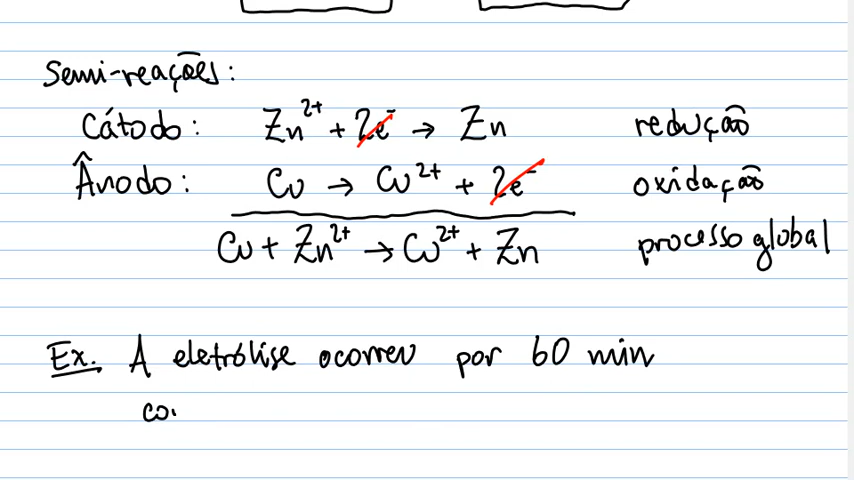 Semi-reações:
Cátodo: Zn²⁺ + 2e⁻ → Zn redução
Ânodo: Cu → Cu²⁺ + 2e⁻ oxidação
Cu + Zn²⁺ → Cu²⁺ + Zn processo global
Ex. A eletrólise ocorreu por 60 min
co